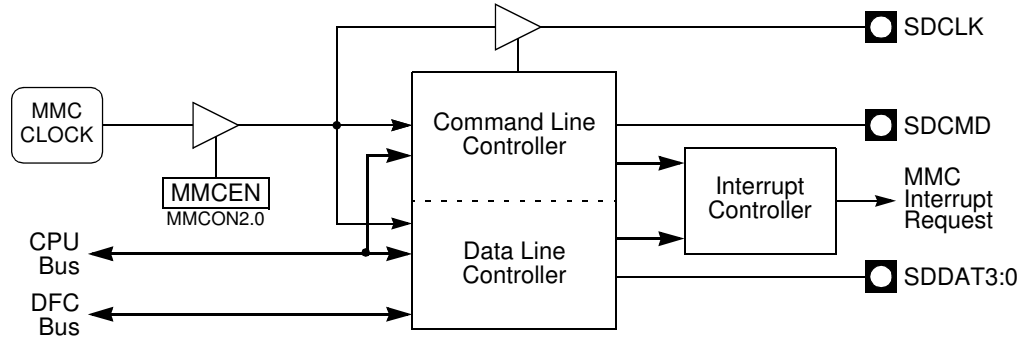 SDCLK
MMC
CLOCK
Command Line
Controller
SDCMD
MMCEN
MMCON2.0
Interrupt
Controller
MMC
Interrupt
Request
CPU
Bus
Data Line
Controller
SDDAT3:0
DFC
Bus